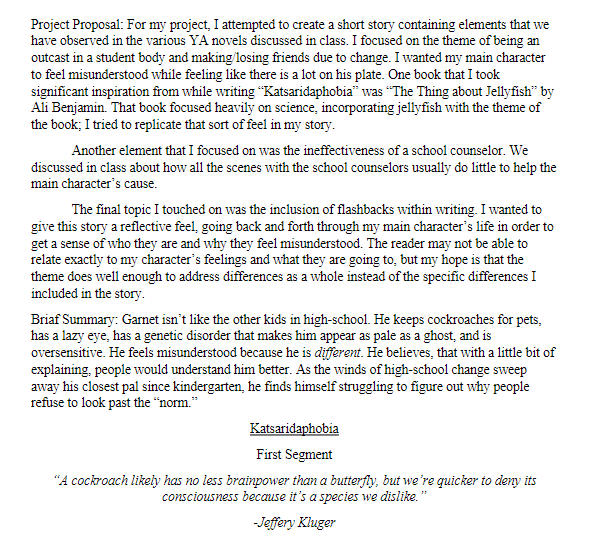 Project Proposal: For my project, I attempted to create a short story containing elements that we
have observed in the various YA novels discussed in class. I focused on the theme of being an
outcast in a student body and making/losing friends due to change. I wanted my main character
to feel misunderstood while feeling like there is a lot on his plate. One book that I took
significant inspiration from while writing “Katsaridaphobia” was “The Thing about Jellyfish” by
Ali Benjamin. That book focused heavily on science, incorporating jellyfish with the theme of
the book; I tried to replicate that sort of feel in my story.
Another element that I focused on was the ineffectiveness of a school counselor. We
discussed in class about how all the scenes with the school counselors usually do little to help the
main character’s cause.
The final topic I touched on was the inclusion of flashbacks within writing. I wanted to
give this story a reflective feel, going back and forth through my main character’s life in order to
get a sense of who they are and why they feel misunderstood. The reader may not be able to
relate exactly to my character’s feelings and what they are going to, but my hope is that the
theme does well enough to address differences as a whole instead of the specific differences I
included in the story.
Briaf Summary: Garnet isn’t like the other kids in high-school. He keeps cockroaches for pets,
has a lazy eye, has a genetic disorder that makes him appear as pale as a ghost, and is
oversensitive. He feels misunderstood because he is different. He believes, that with a little bit of
explaining, people would understand him better. As the winds of high-school change sweep
away his closest pal since kindergarten, he finds himself struggling to figure out why people
refuse to look past the “norm.”
Katsaridaphobia
First Segment
“A cockroach likely has no less brainpower than a butterfly, but we’re quicker to deny its
consciousness because it’s a species we dislike.”
-Jeffery Kluger